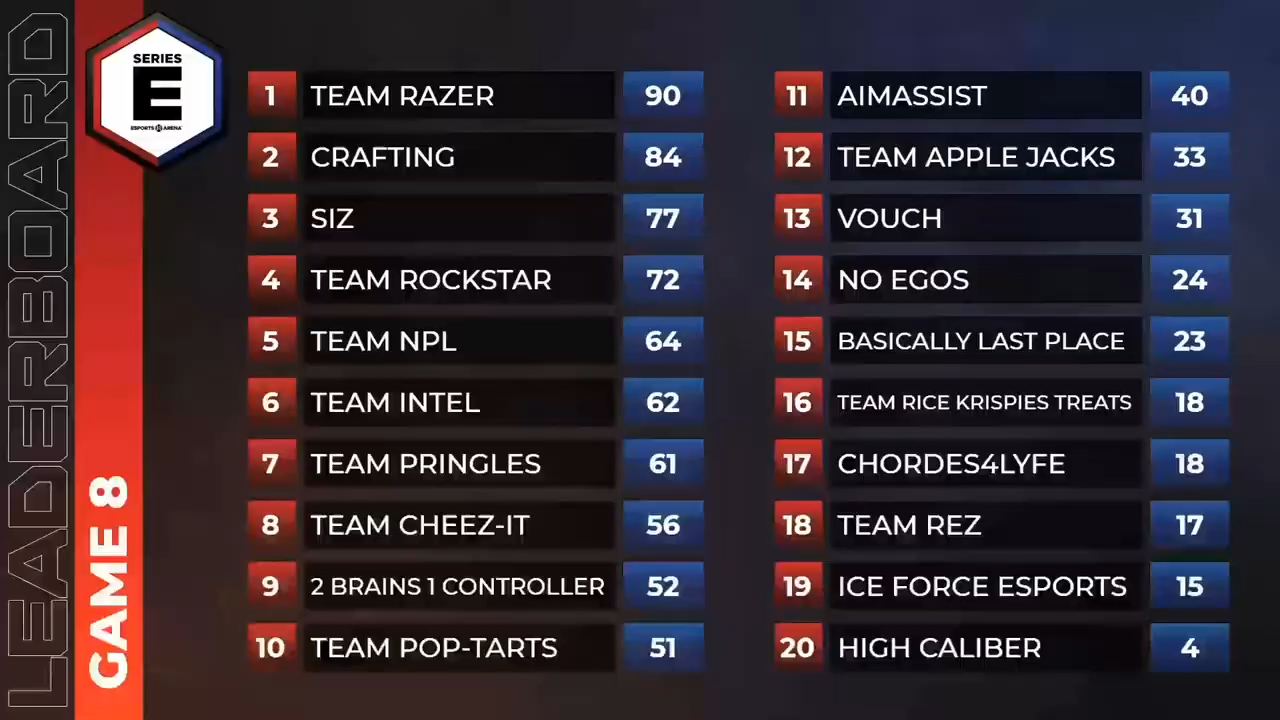 LEADERBOARD
GAME 8
SERIES
E
ESPORTS ARENA
1 TEAM RAZER 90
2 CRAFTING 84
3 SIZ 77
4 TEAM ROCKSTAR 72
5 TEAM NPL 64
6 TEAM INTEL 62
7 TEAM PRINGLES 61
8 TEAM CHEEZ-IT 56
9 2 BRAINS 1 CONTROLLER 52
10 TEAM POP-TARTS 51
11 AIMASSIST 40
12 TEAM APPLE JACKS 33
13 VOUCH 31
14 NO EGOS 24
15 BASICALLY LAST PLACE 23
16 TEAM RICE KRISPIES TREATS 18
17 CHORDES4LYFE 18
18 TEAM REZ 17
19 ICE FORCE ESPORTS 15
20 HIGH CALIBER 4